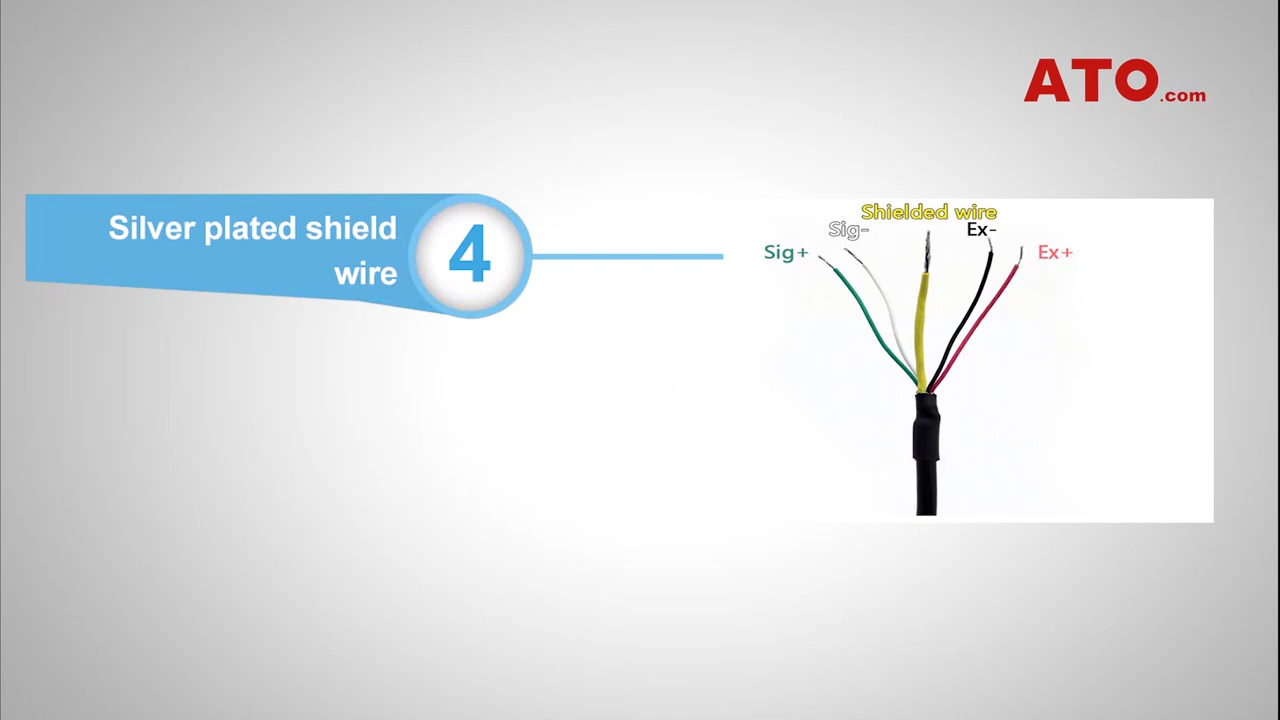 ATO.com
Silver plated shield
wire
4
Shielded wire
Sig-
Ex-
Sig+
Ex+